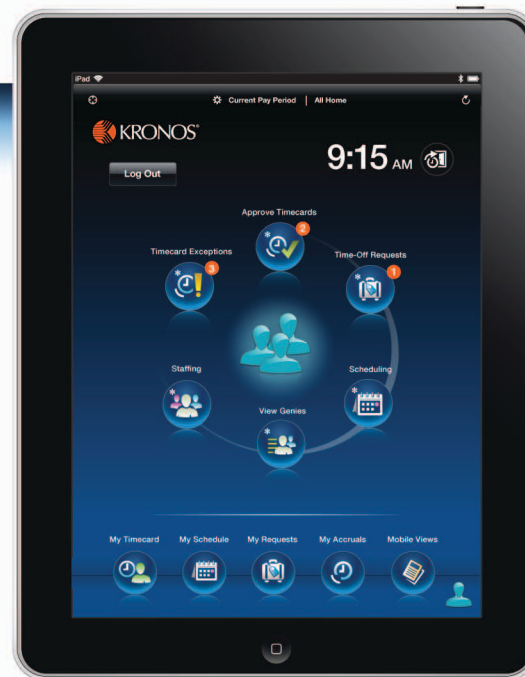 iPad
Current Pay Period | All Home
KRONOS®
9:15 AM
Log Out
Approve Timecards
2
Timecard Exceptions
3
Time-Off Requests
1
Staffing
Scheduling
View Genies
My Timecard
My Schedule
My Requests
My Accruals
Mobile Views